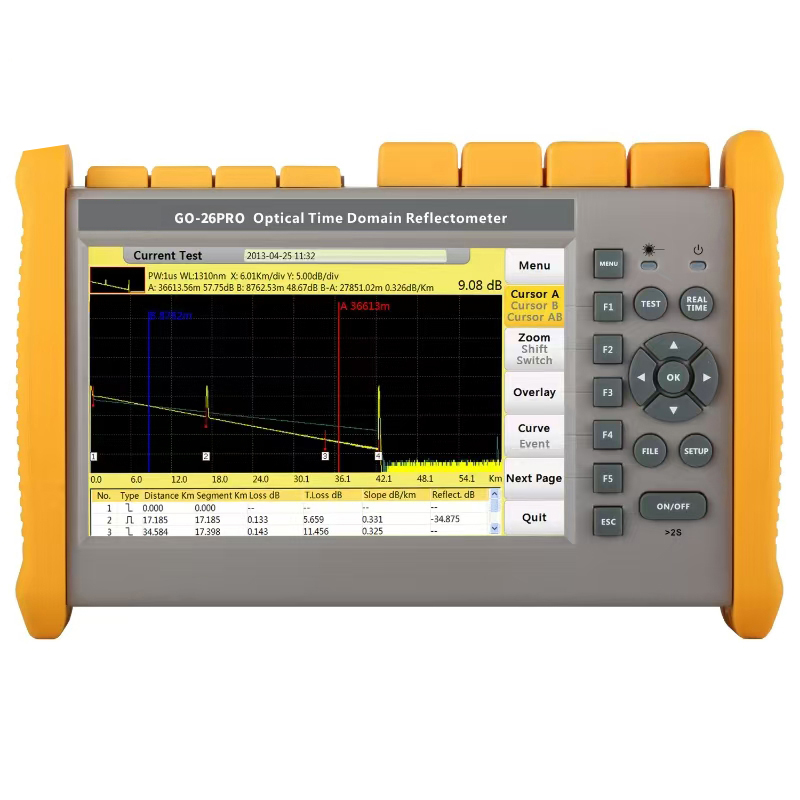 GO-26PRO Optical Time Domain Reflectometer
Current Test
2013-04-25 11:32
PW:1us WL:1310nm X: 6.01Km/div Y: 5.00dB/div
A: 36613.56m 57.75dB B: 8762.53m 48.67dB B-A: 27851.02m 0.326dB/Km
9.08 dB
A 36613m
1
2
3
4
0.0 6.0 12.0 18.0 24.0 30.1 36.1 42.1 48.1 54.1 Km
No. Type Distance Km Segment Km Loss dB T.Loss dB Slope dB/km Reflect. dB
1 0.000 0.000 -- -- -- --
2 17.185 17.185 0.133 5.659 0.331 -34.875
3 34.584 17.398 0.143 11.456 0.325 --
Menu
Cursor A
Cursor B
Cursor AB
Zoom
Shift
Switch
Overlay
Curve
Event
Next Page
Quit
MENU
F1
F2
F3
F4
F5
ESC
TEST
REAL
TIME
OK
FILE
SETUP
ON/OFF
>2S